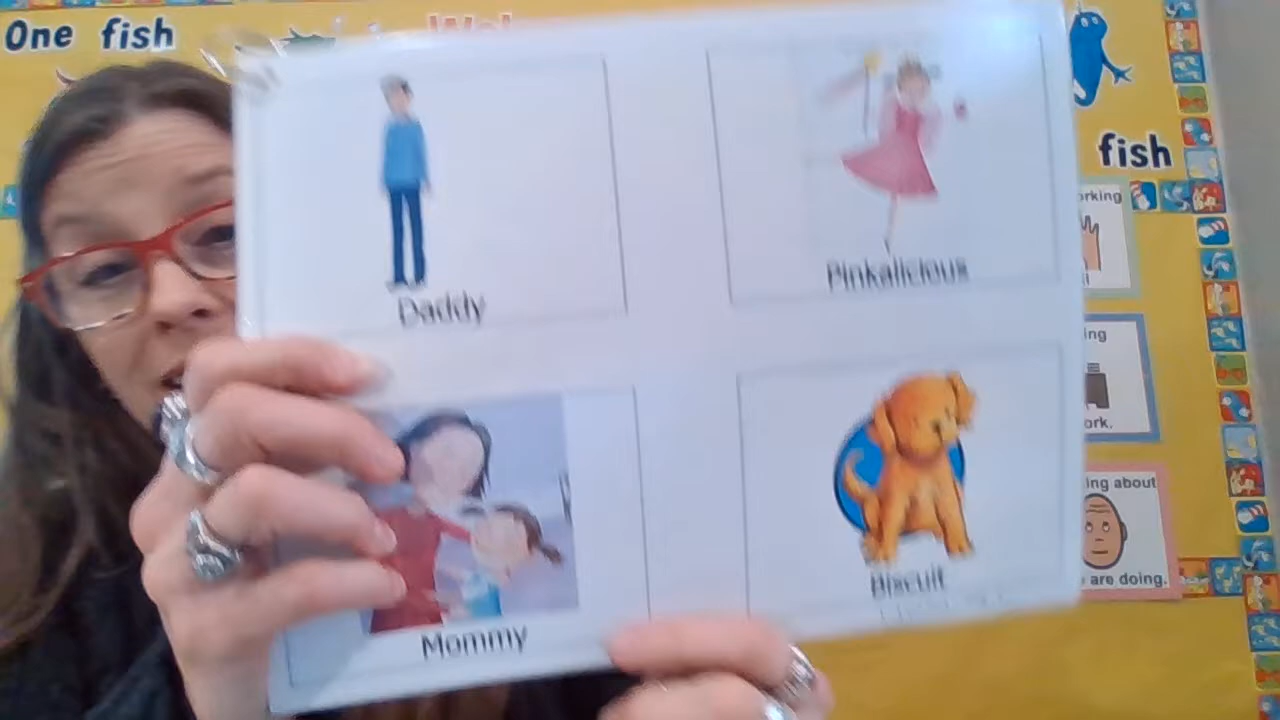 One fish
fish
Daddy
Pinkalicious
Mommy
Biscuit
orking
ing
ork.
ing about
are doing.